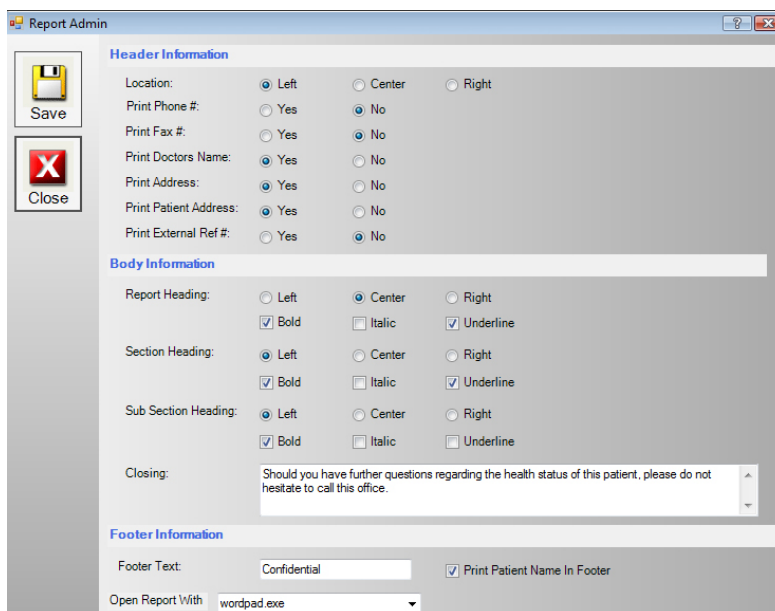 Report Admin
Save
Close
Header Information
Location: Left Center Right
Print Phone #: Yes No
Print Fax #: Yes No
Print Doctors Name: Yes No
Print Address: Yes No
Print Patient Address: Yes No
Print External Ref #: Yes No
Body Information
Report Heading: Left Center Right
Bold Italic Underline
Section Heading: Left Center Right
Bold Italic Underline
Sub Section Heading: Left Center Right
Bold Italic Underline
Closing: Should you have further questions regarding the health status of this patient, please do not
hesitate to call this office.
Footer Information
Footer Text: Confidential Print Patient Name In Footer
Open Report With wordpad.exe